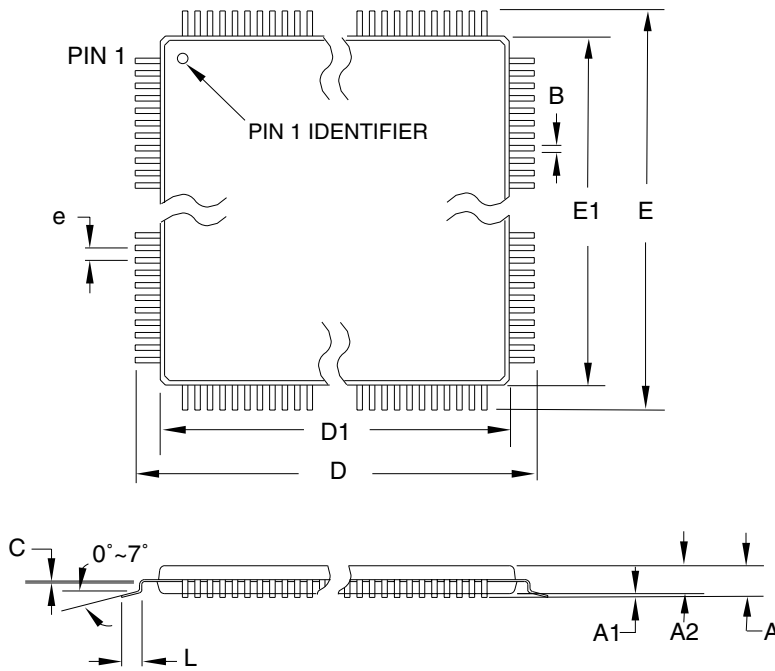 PIN 1
PIN 1 IDENTIFIER
B
e
E1
E
D1
D
C
0°~7°
L
A1
A2
A